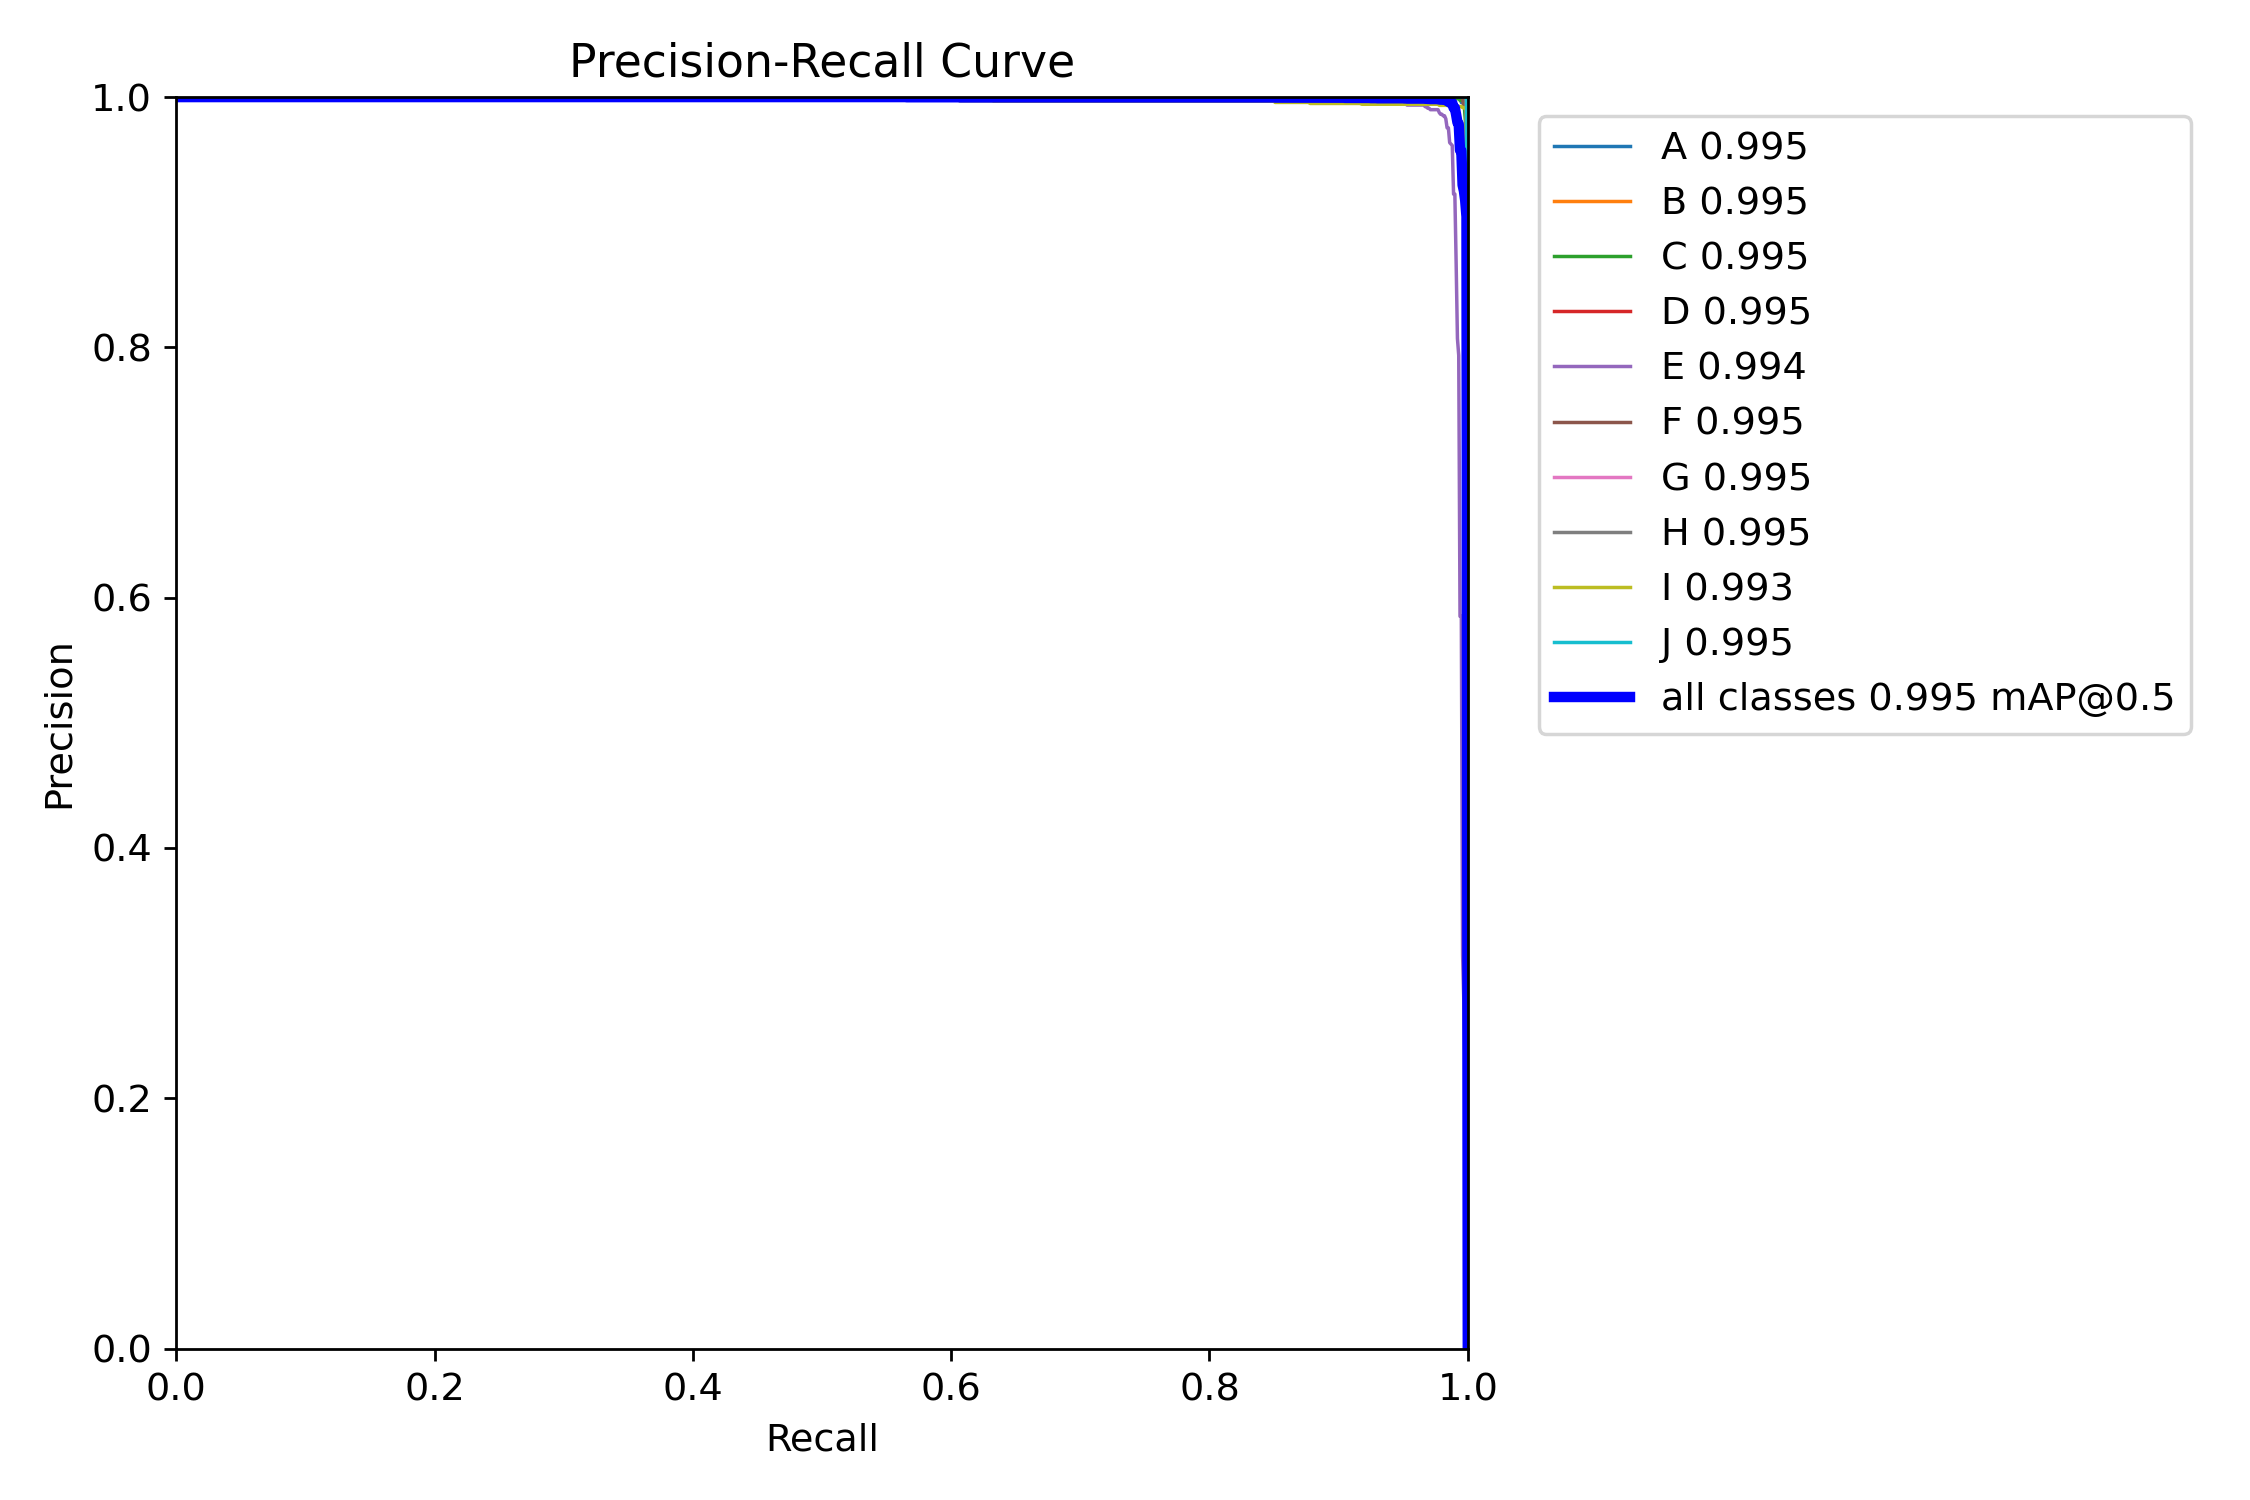 Precision-Recall Curve
1.0
0.8
0.6
0.4
0.2
0.0
Precision
0.0 0.2 0.4 0.6 0.8 1.0
Recall
A 0.995
B 0.995
C 0.995
D 0.995
E 0.994
F 0.995
G 0.995
H 0.995
I 0.993
J 0.995
all classes 0.995 mAP@0.5